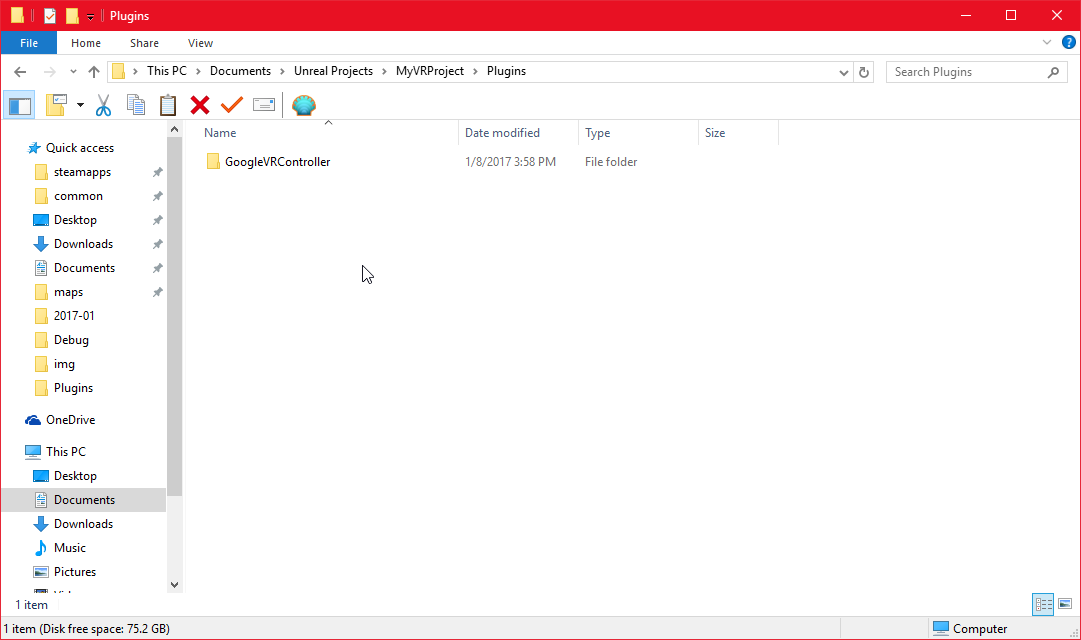 Plugins
File Home Share View
This PC Documents Unreal Projects MyVRProject Plugins
Search Plugins
Name Date modified Type Size
GoogleVRController 1/8/2017 3:58 PM File folder
Quick access
steamapps
common
Desktop
Downloads
Documents
maps
2017-01
Debug
img
Plugins
OneDrive
This PC
Desktop
Documents
Downloads
Music
Pictures
1 item
1 item (Disk free space: 75.2 GB)
Computer